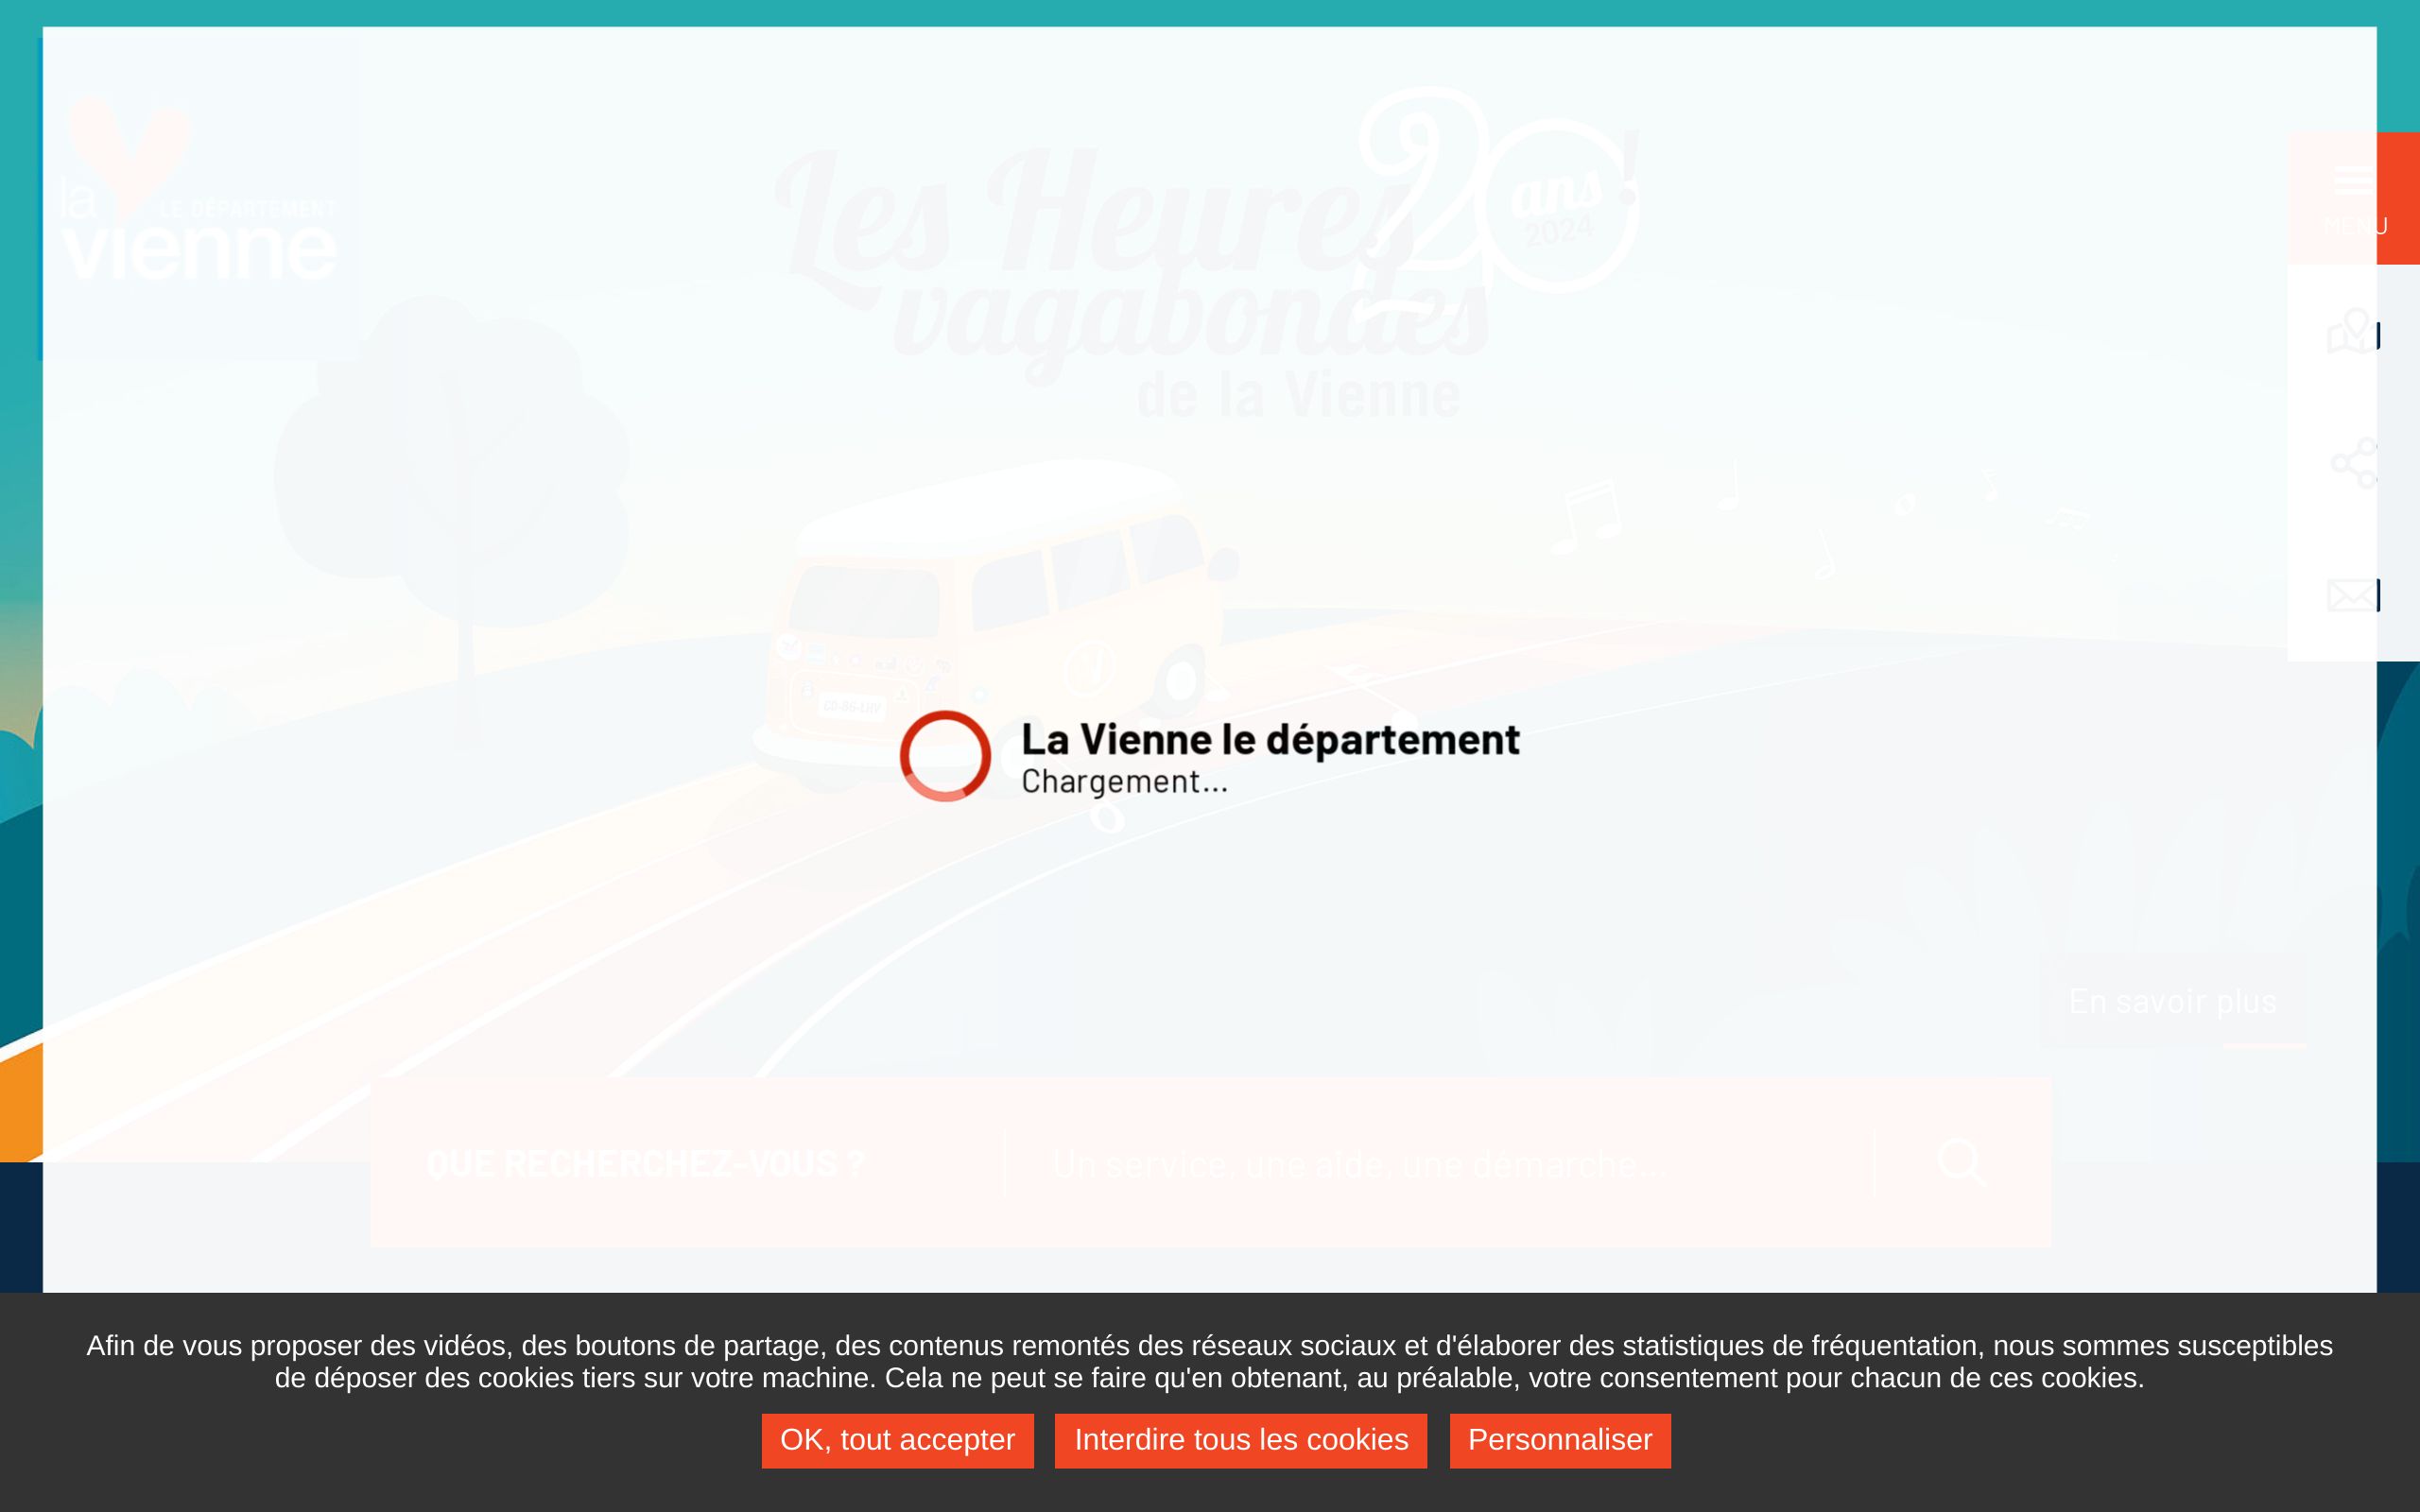 la
LE DÉPARTEMENT
vienne
Les Heures
vagabondes
de la Vienne
20
ans !
2024
MENU
La Vienne le département
Chargement...
En savoir plus
QUE RECHERCHEZ-VOUS ?
Un service, une aide, une démarche...
Afin de vous proposer des vidéos, des boutons de partage, des contenus remontés des réseaux sociaux et d'élaborer des statistiques de fréquentation, nous sommes susceptibles
de déposer des cookies tiers sur votre machine. Cela ne peut se faire qu'en obtenant, au préalable, votre consentement pour chacun de ces cookies.
OK, tout accepter
Interdire tous les cookies
Personnaliser